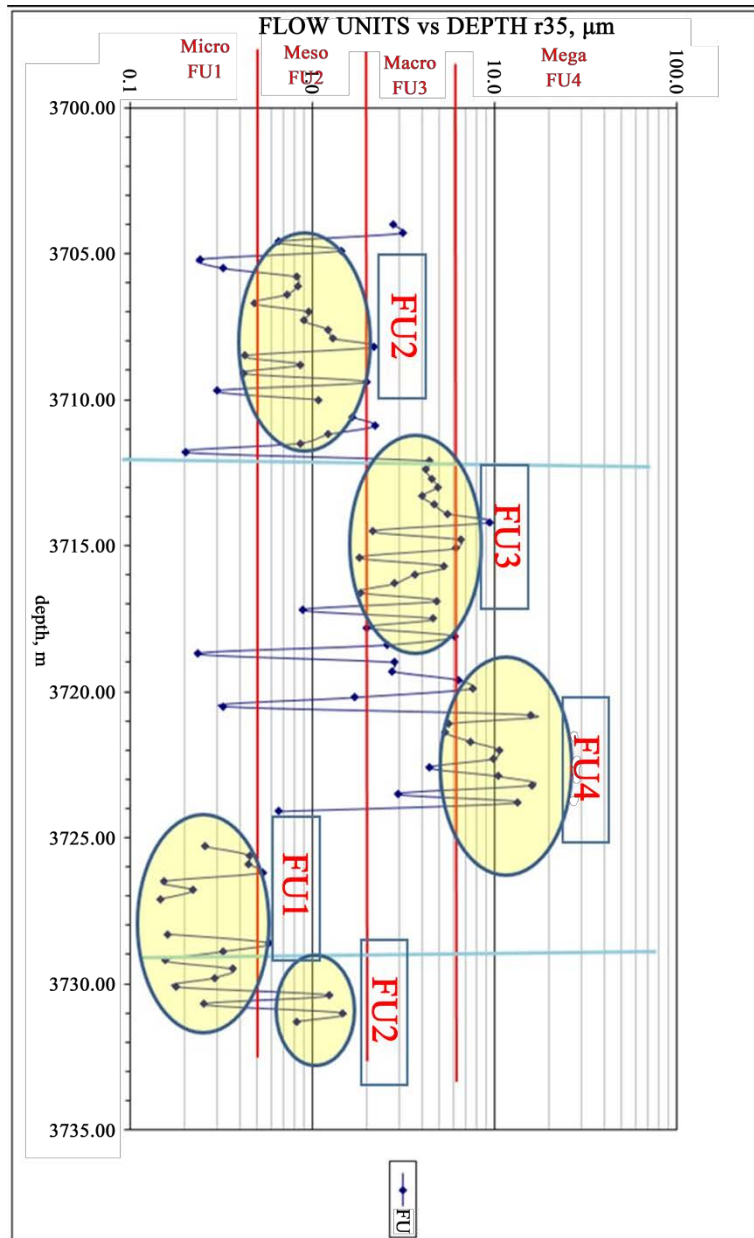 FLOW UNITS vs DEPTH r35, µm
Micro
FU1
Meso
FU2
Macro
FU3
Mega
FU4
0.1
10.0
100.0
3700.00
3705.00
3710.00
3715.00
3720.00
3725.00
3730.00
3735.00
depth, m
FU2
FU3
FU4
FU1
FU2
FU